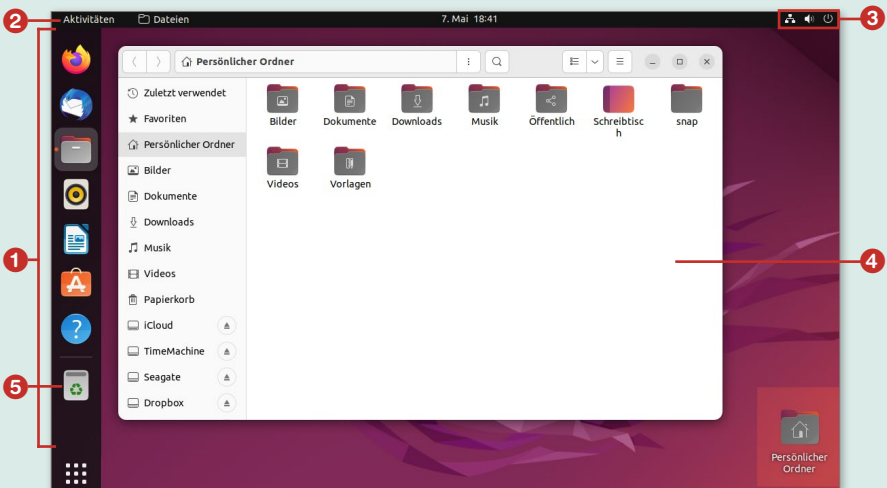 2
Aktivitäten
Dateien
7. Mai 18:41
3
Persönlicher Ordner
Zuletzt verwendet
Favoriten
Persönlicher Ordner
Bilder
Dokumente
Downloads
Musik
Videos
Papierkorb
iCloud
TimeMachine
Seagate
Dropbox
Bilder
Dokumente
Downloads
Musik
Öffentlich
Schreibtisc
h
snap
Videos
Vorlagen
1
4
5
Persönlicher
Ordner